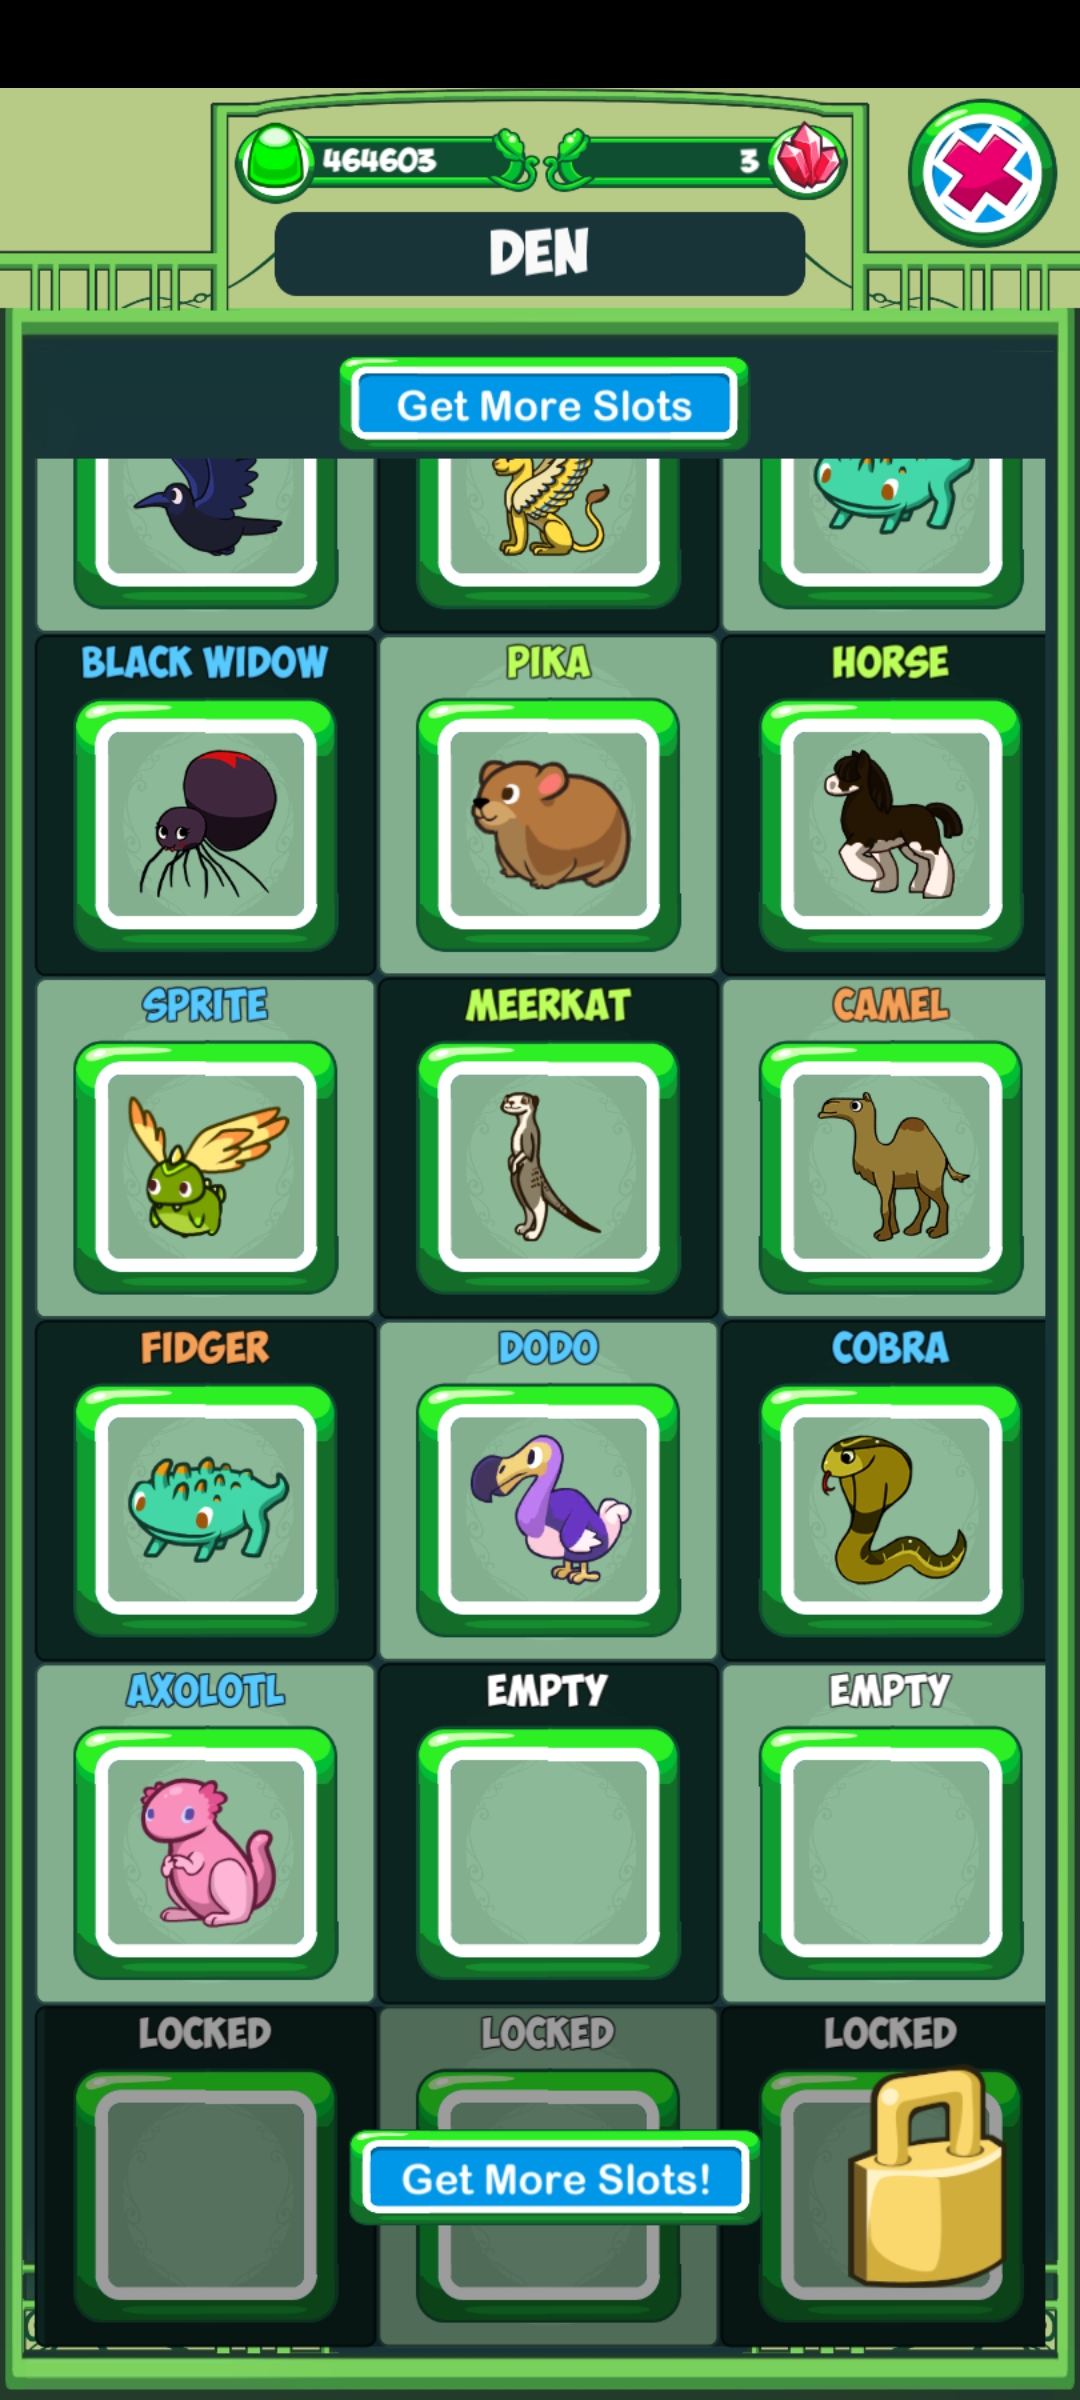 464603
3
DEN
Get More Slots
BLACK WIDOW
PIKA
HORSE
SPRITE
MEERKAT
CAMEL
FIDGER
DODO
COBRA
AXOLOTL
EMPTY
EMPTY
LOCKED
LOCKED
LOCKED
Get More Slots!